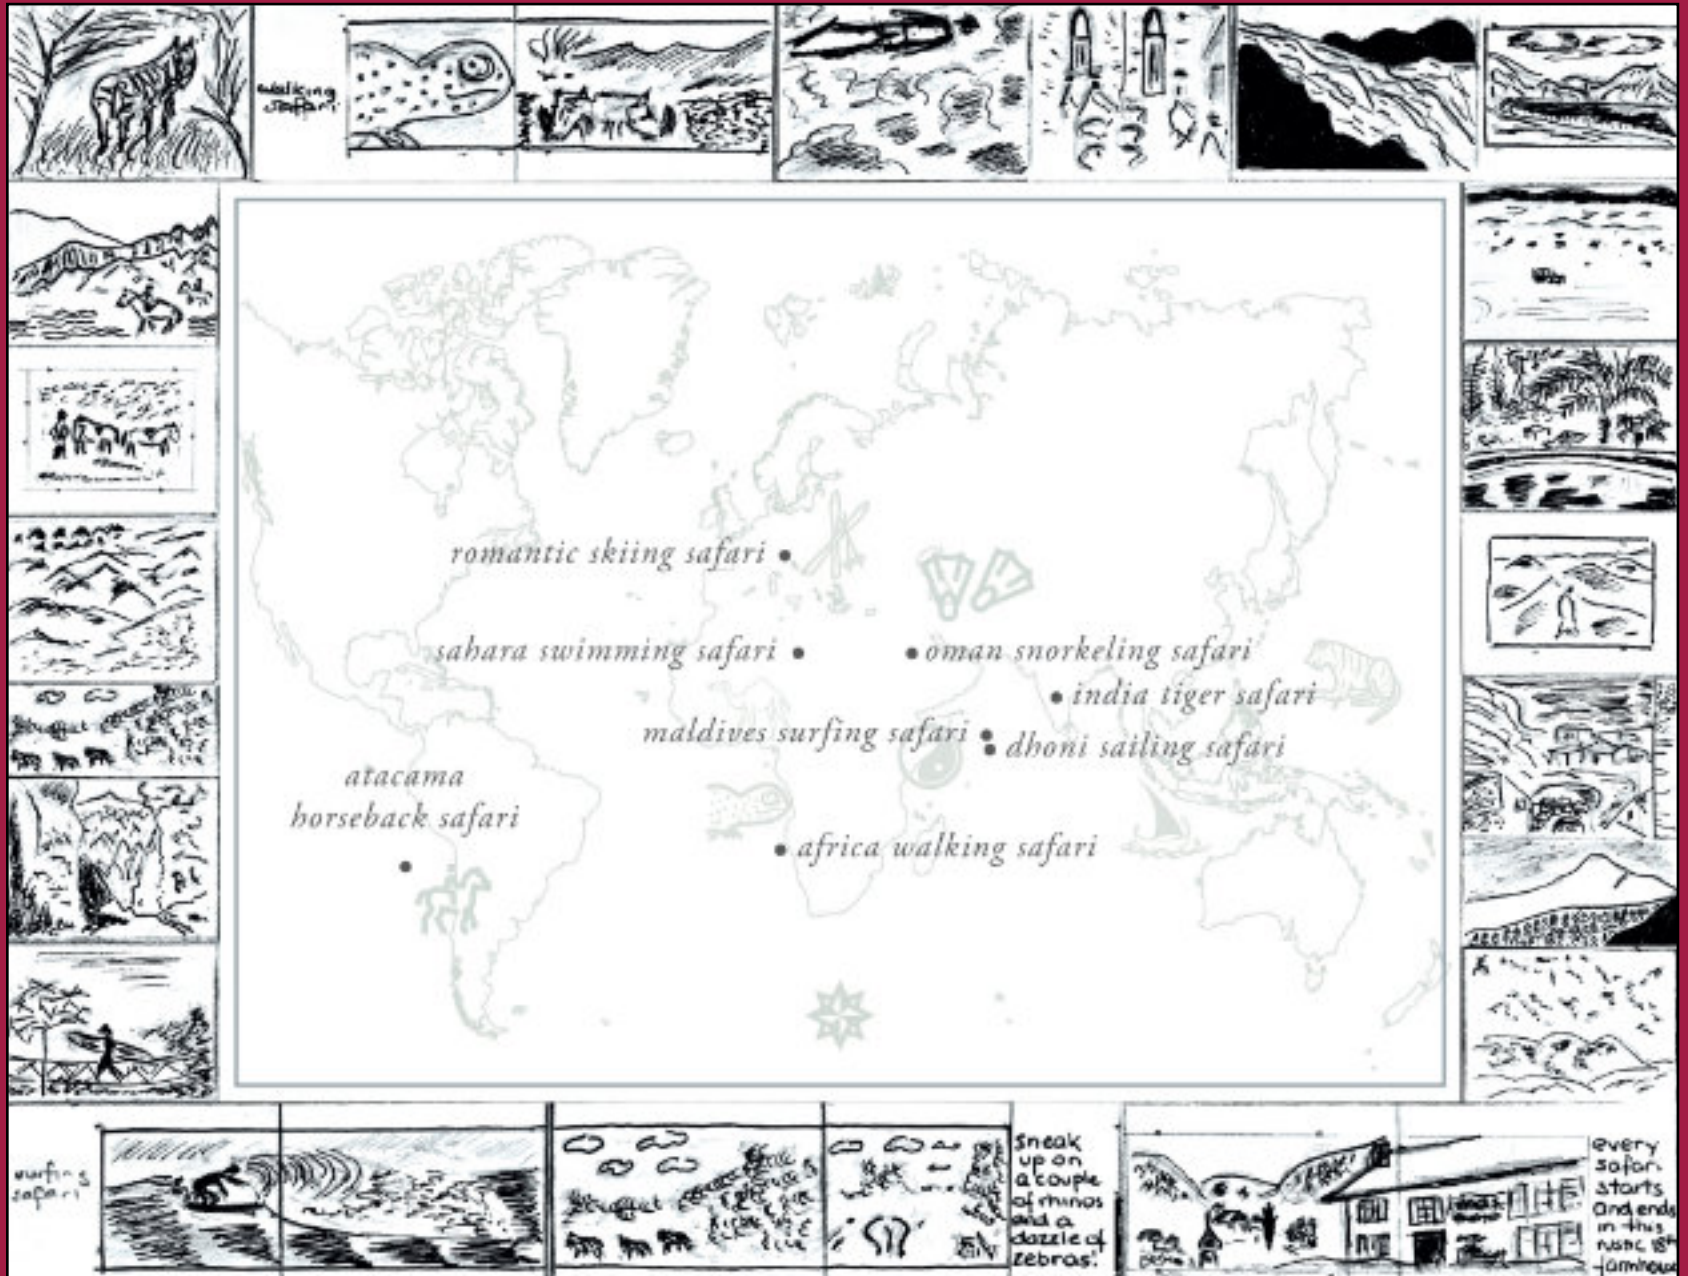 walking
safari
romantic skiing safari
sahara swimming safari
oman snorkeling safari
india tiger safari
maldives surfing safari
dhoni sailing safari
atacama
horseback safari
africa walking safari
surfing
safari
sneak
up on
a couple
of rhinos
and a
dazzle of
zebras!
every
safari
starts
and ends
in this
rustic 18th
farmhouse